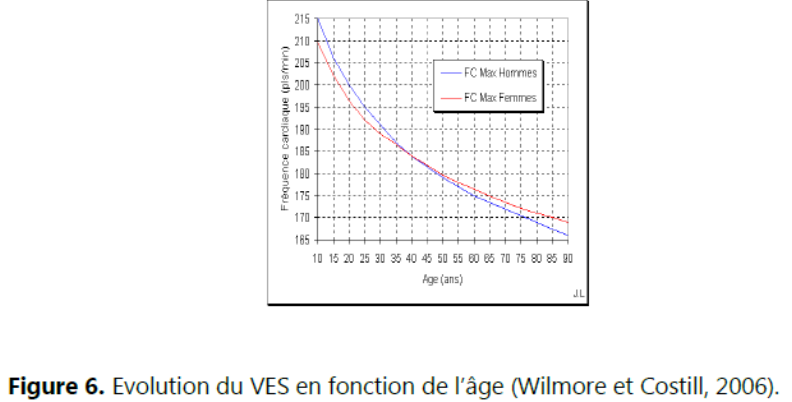 215
210
205
200
195
190
185
180
175
170
165
Fréquence cardiaque (pls/min)
FC Max Hommes
FC Max Femmes
10 15 20 25 30 35 40 45 50 55 60 65 70 75 80 85 90
Age (ans)
J.L
Figure 6. Evolution du VES en fonction de l'âge (Wilmore et Costill, 2006).